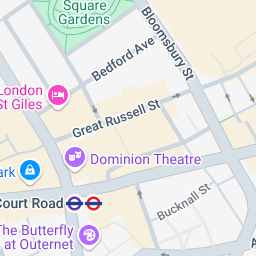 Square
Gardens
Bloomsbury St
Bedford Ave
London
St Giles
Great Russell St
Dominion Theatre
ark
Court Road
Bucknall St
The Butterfly
at Outernet
A